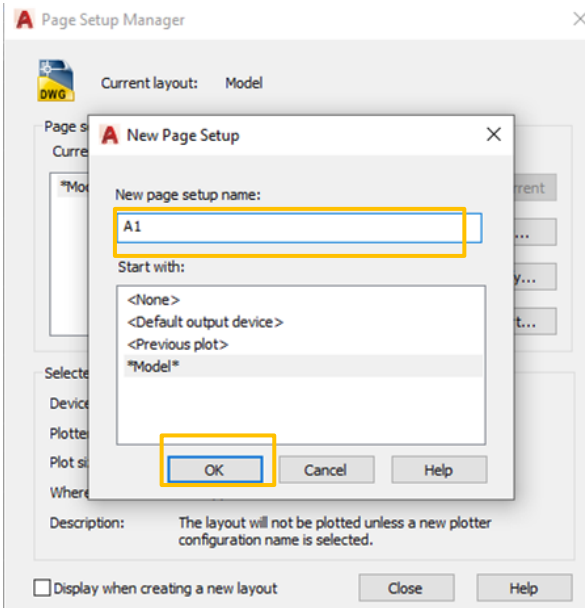 Page Setup Manager
DWG
Current layout: Model
New Page Setup
New page setup name:
A1
Start with:
<None>
<Default output device>
<Previous plot>
*Model*
OK Cancel Help
Description: The layout will not be plotted unless a new plotter
configuration name is selected.
Display when creating a new layout
Close Help